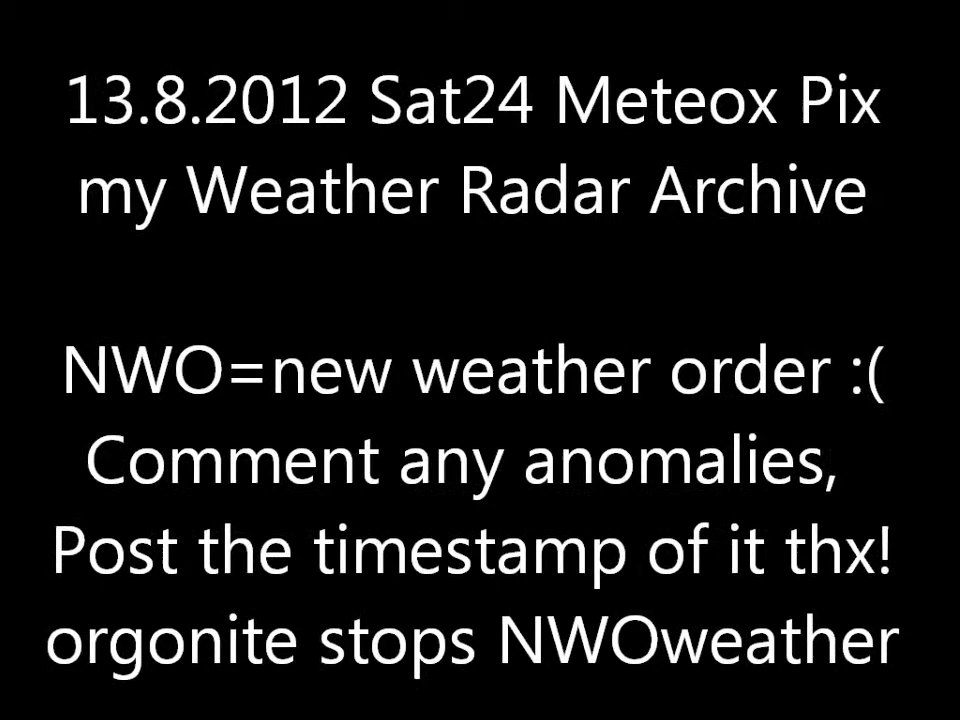 13.8.2012 Sat24 Meteox Pix
my Weather Radar Archive
NWO=new weather order :(
Comment any anomalies,
Post the timestamp of it thx!
orgonite stops NWOweather